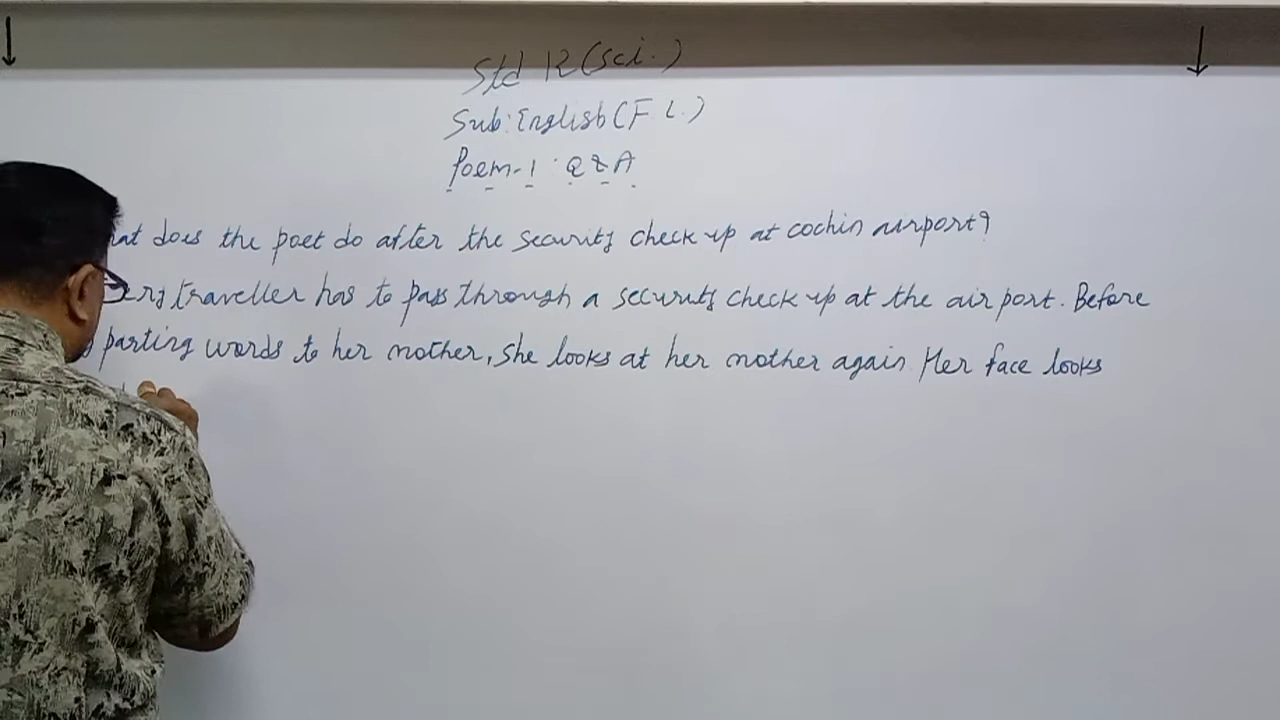 Std 12 (Sci.)
Sub: English (F L.)
Poem-1 : Q & A
does the poet do after the security check up at cochin airport?
traveller has to pass through a security check up at the air port. Before
parting words to her mother, she looks at her mother again Her face looks